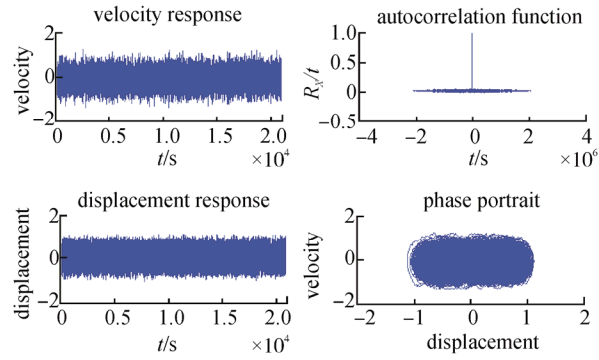 velocity response
velocity
2
0
−2
0 0.5 1.0 1.5 2.0
t/s ×10⁴
autocorrelation function
R_X/t
1.0
0.5
0
-0.5
−4 −2 0 2 4
t/s ×10⁶
displacement response
displacement
2
0
−2
0 0.5 1.0 1.5 2.0
t/s ×10⁴
phase portrait
velocity
2
0
−2
−2 −1 0 1 2
displacement